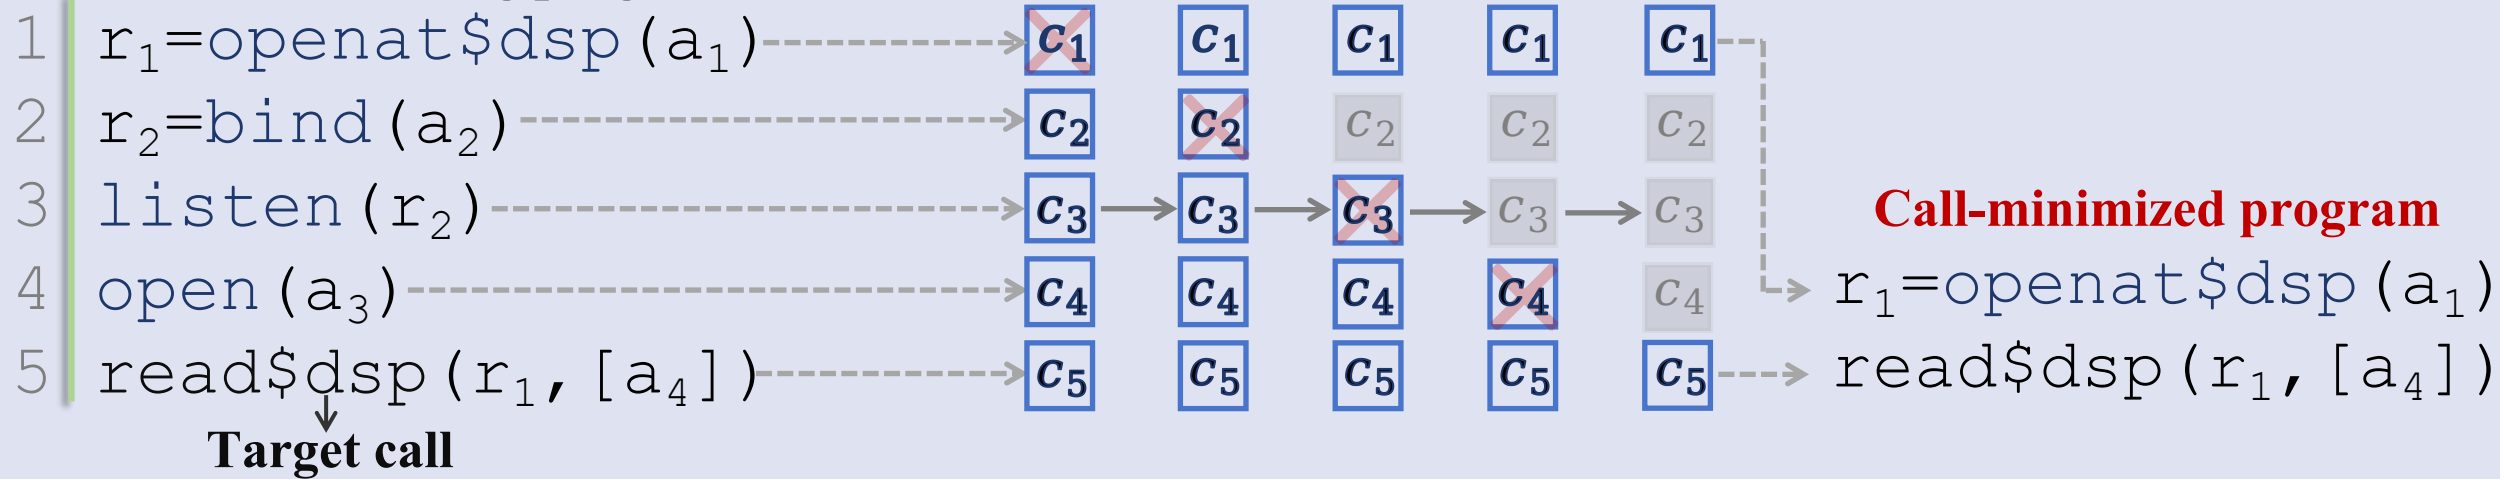 1 r₁=openat$dsp(a₁) C₁ C₁ C₁ C₁ C₁
2 r₂=bind(a₂) C₂ C₂ C₂ C₂ C₂
3 listen(r₂) C₃ C₃ C₃ C₃ C₃ Call-minimized program
4 open(a₃) C₄ C₄ C₄ C₄ C₄ r₁=openat$dsp(a₁)
5 read$dsp(r₁,[a₄]) C₅ C₅ C₅ C₅ C₅ read$dsp(r₁,[a₄])
Target call